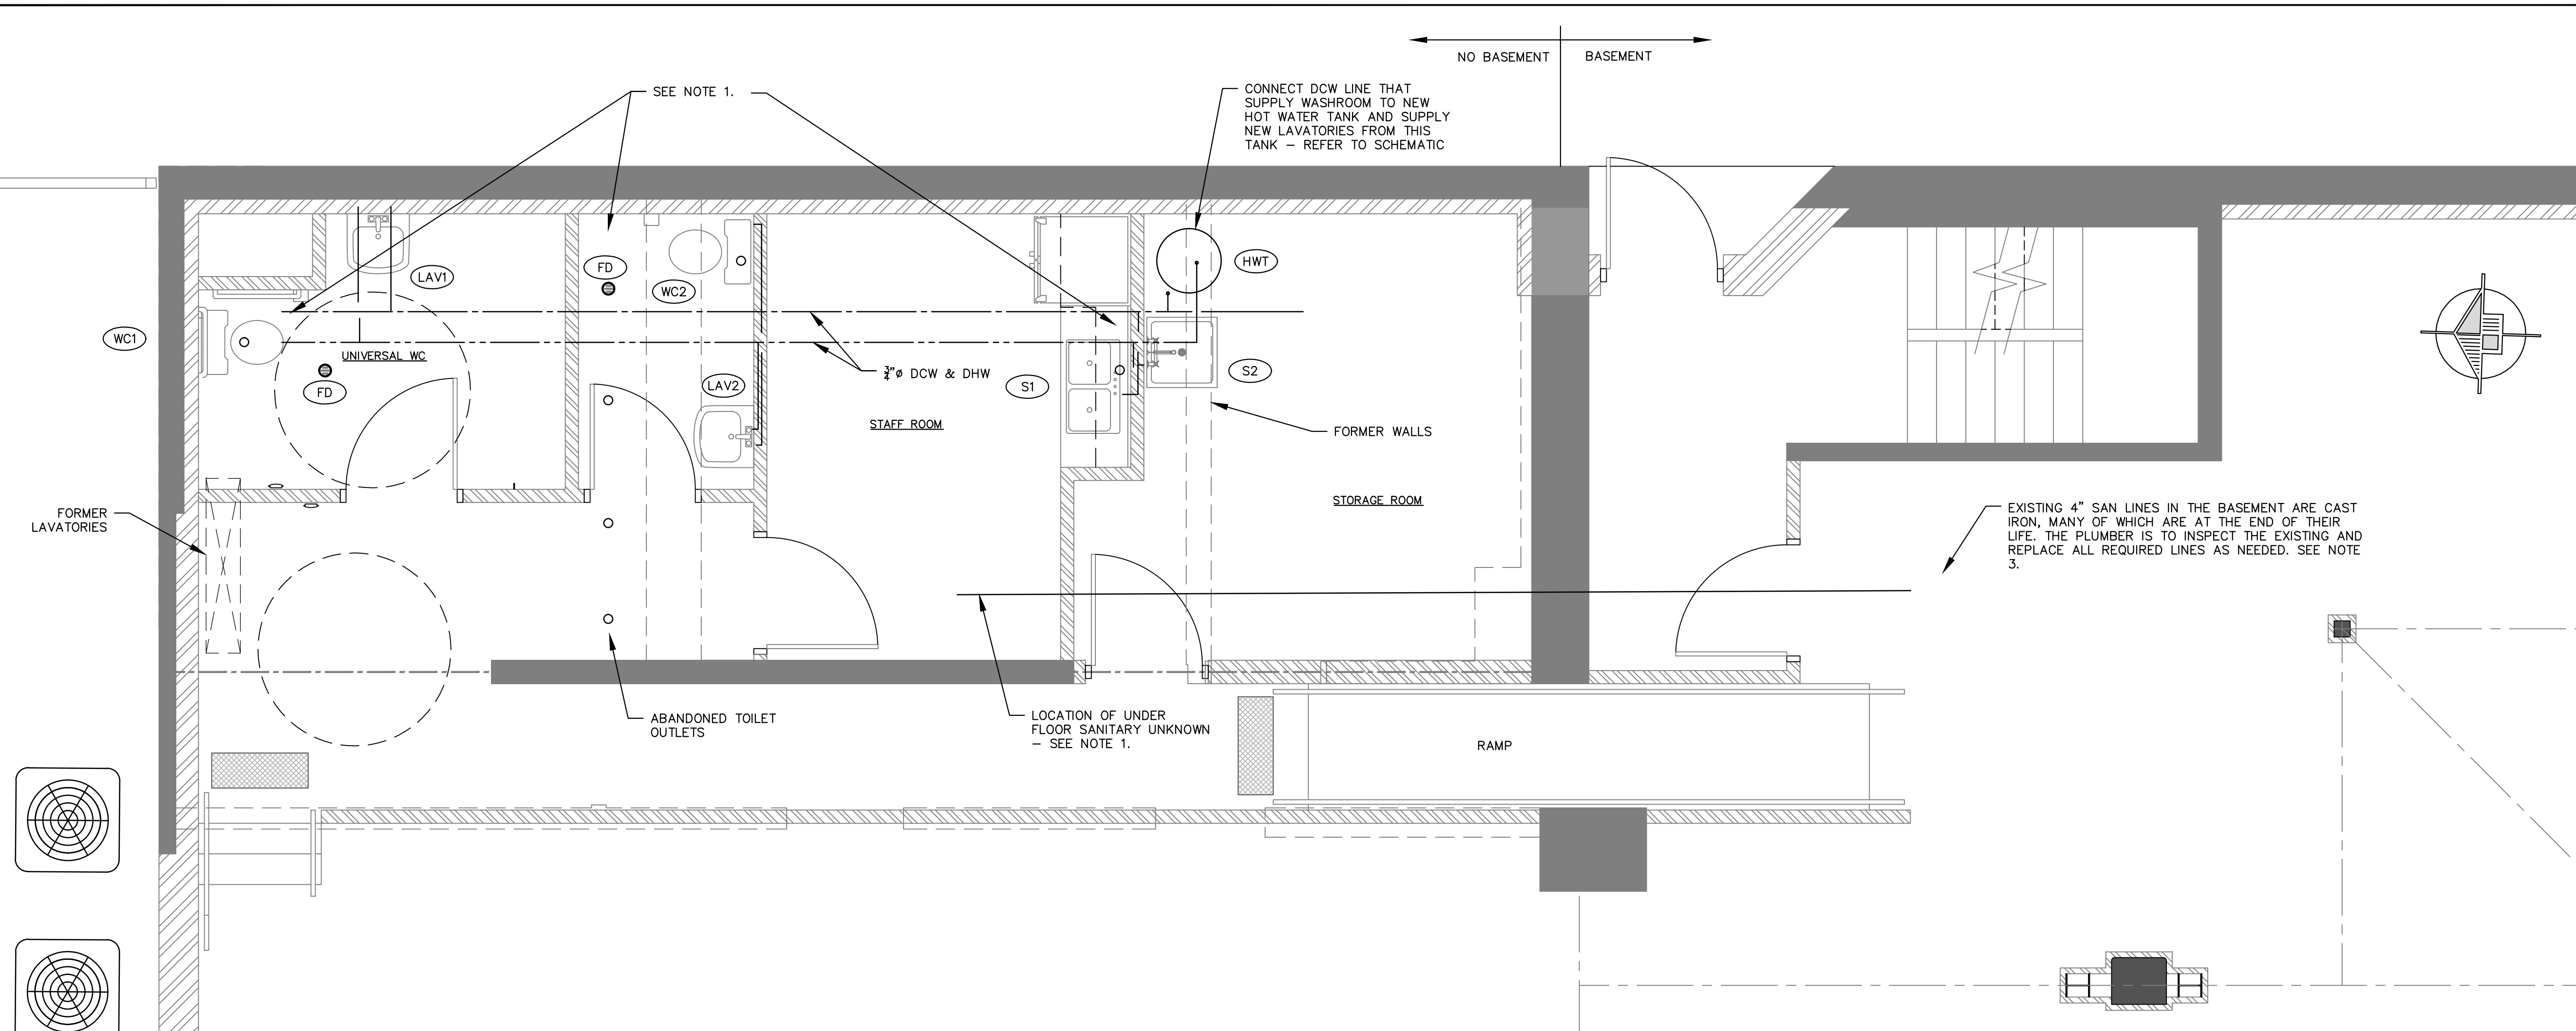 NO BASEMENT
BASEMENT
SEE NOTE 1.
CONNECT DCW LINE THAT
SUPPLY WASHROOM TO NEW
HOT WATER TANK AND SUPPLY
NEW LAVATORIES FROM THIS
TANK – REFER TO SCHEMATIC
LAV1
FD
WC2
HWT
WC1
UNIVERSAL WC
FD
LAV2
¾"ø DCW & DHW
S1
S2
STAFF ROOM
FORMER WALLS
STORAGE ROOM
FORMER
LAVATORIES
EXISTING 4" SAN LINES IN THE BASEMENT ARE CAST
IRON, MANY OF WHICH ARE AT THE END OF THEIR
LIFE. THE PLUMBER IS TO INSPECT THE EXISTING AND
REPLACE ALL REQUIRED LINES AS NEEDED. SEE NOTE
3.
ABANDONED TOILET
OUTLETS
LOCATION OF UNDER
FLOOR SANITARY UNKNOWN
– SEE NOTE 1.
RAMP